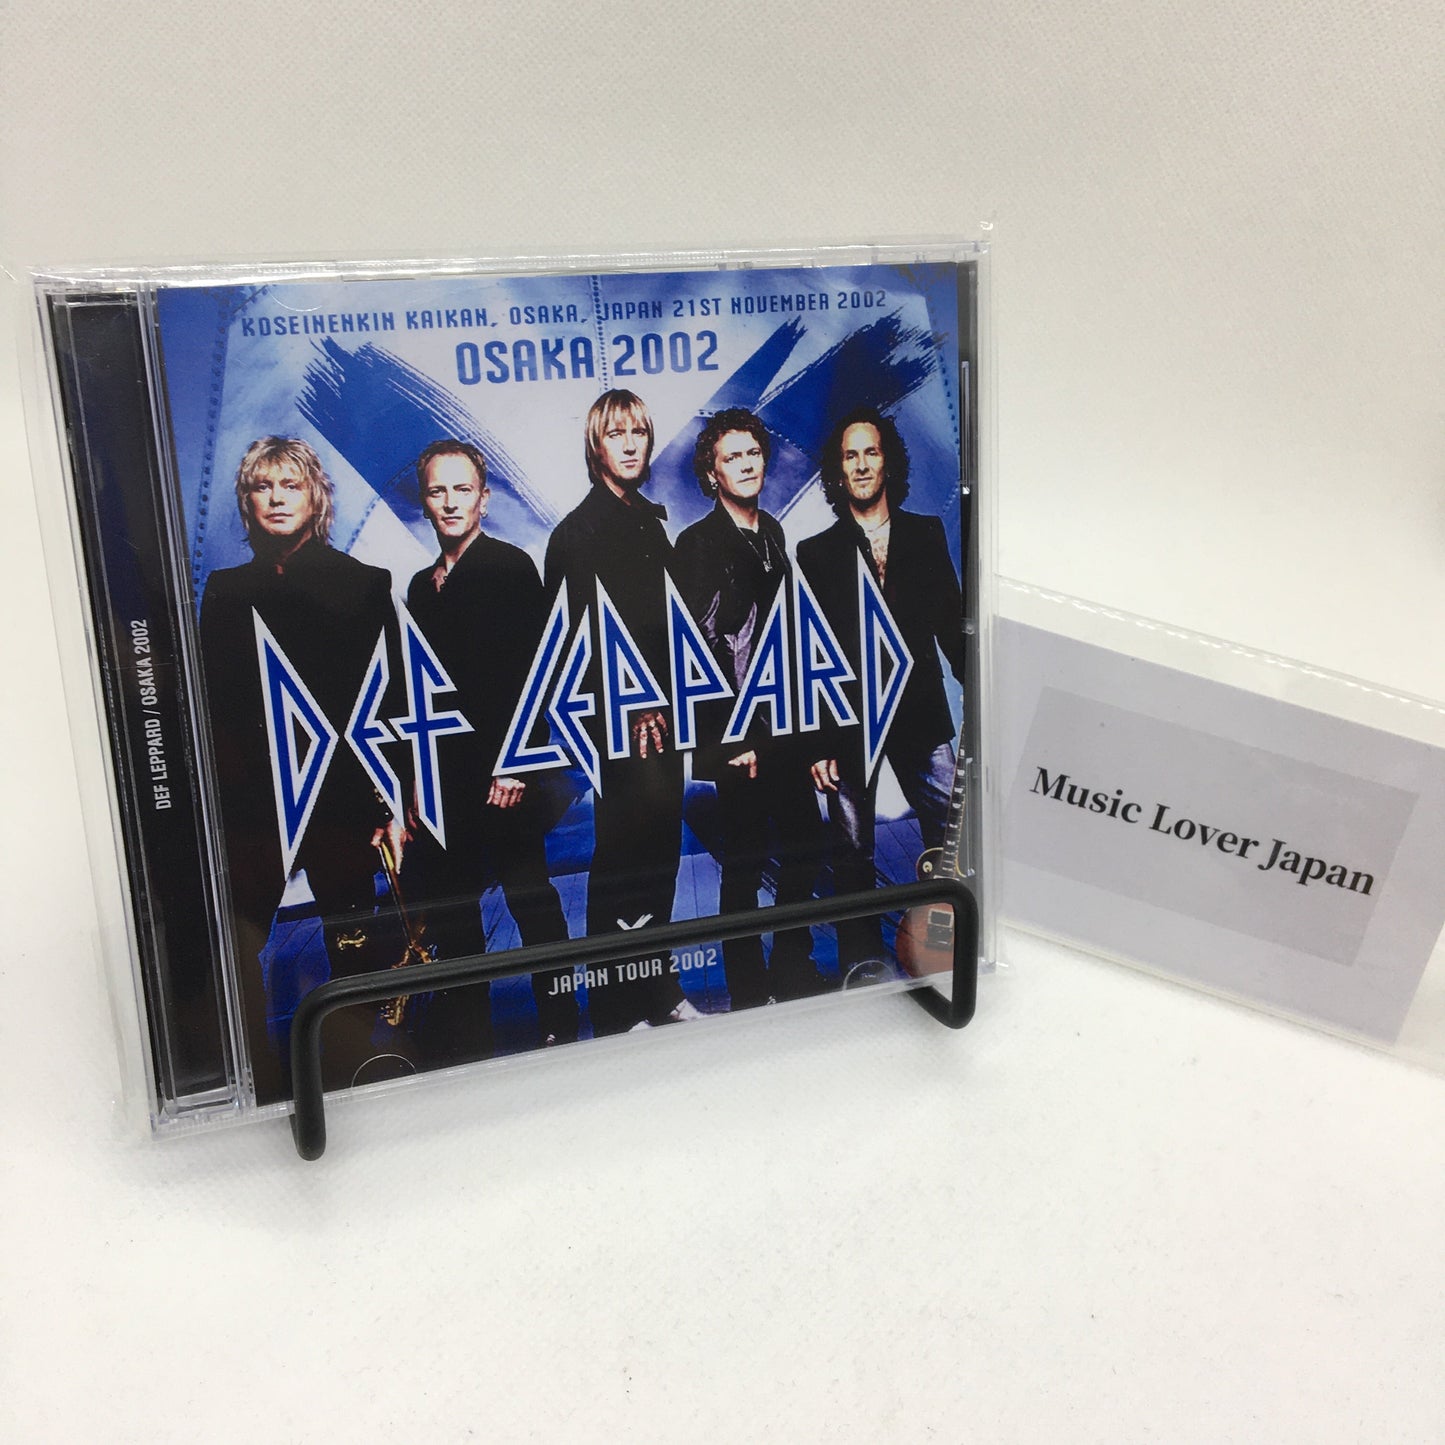 KOSEINENKIN KAIKAN, OSAKA, JAPAN 21ST NOVEMBER 2002
OSAKA 2002
DEF LEPPARD
X
JAPAN TOUR 2002
DEF LEPPARD / OSAKA 2002
Music Lover Japan